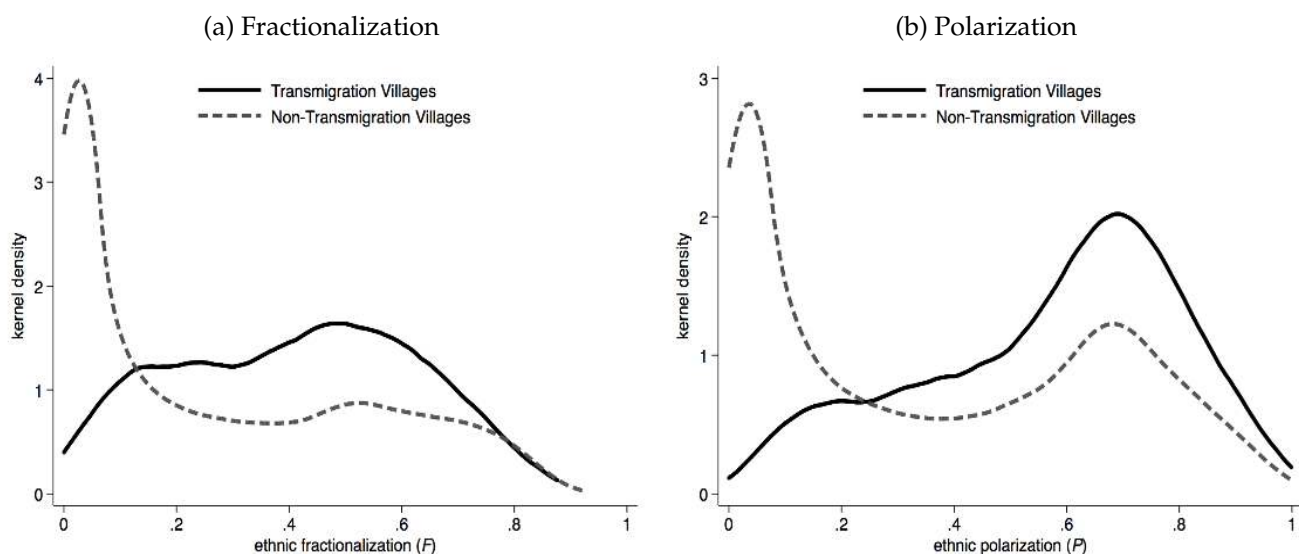 (a) Fractionalization
4
3
2
1
0
kernel density
Transmigration Villages
Non-Transmigration Villages
0 .2 .4 .6 .8 1
ethnic fractionalization (F)
(b) Polarization
3
2
1
0
kernel density
Transmigration Villages
Non-Transmigration Villages
0 .2 .4 .6 .8 1
ethnic polarization (P)